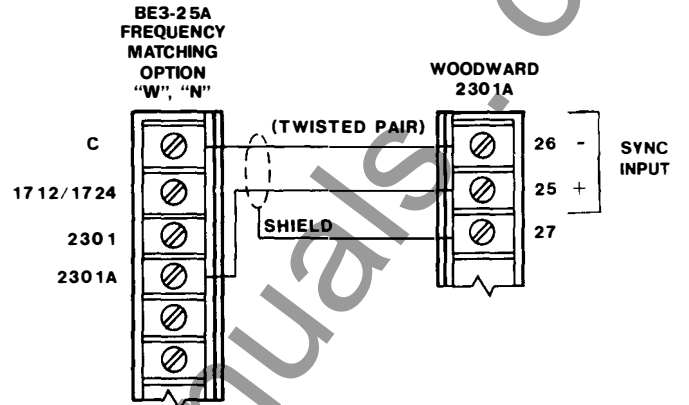 BE3-25A
FREQUENCY
MATCHING
OPTION
"W", "N"
WOODWARD
2301A
(TWISTED PAIR)
C
26 -
SYNC
INPUT
1712/1724
25 +
SHIELD
2301
27
2301A